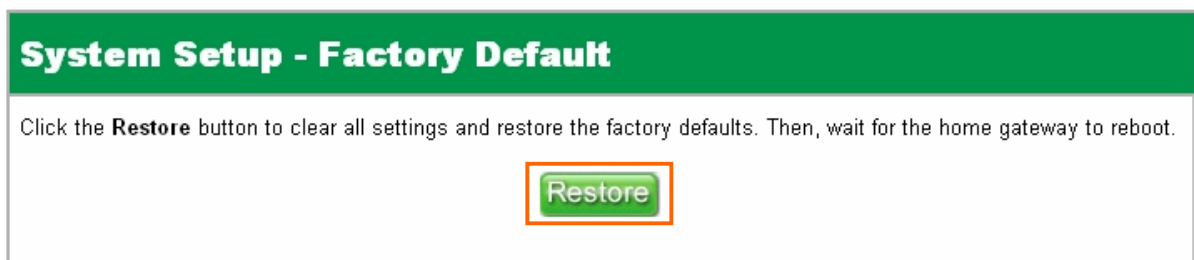 System Setup - Factory Default
Click the Restore button to clear all settings and restore the factory defaults. Then, wait for the home gateway to reboot.
Restore